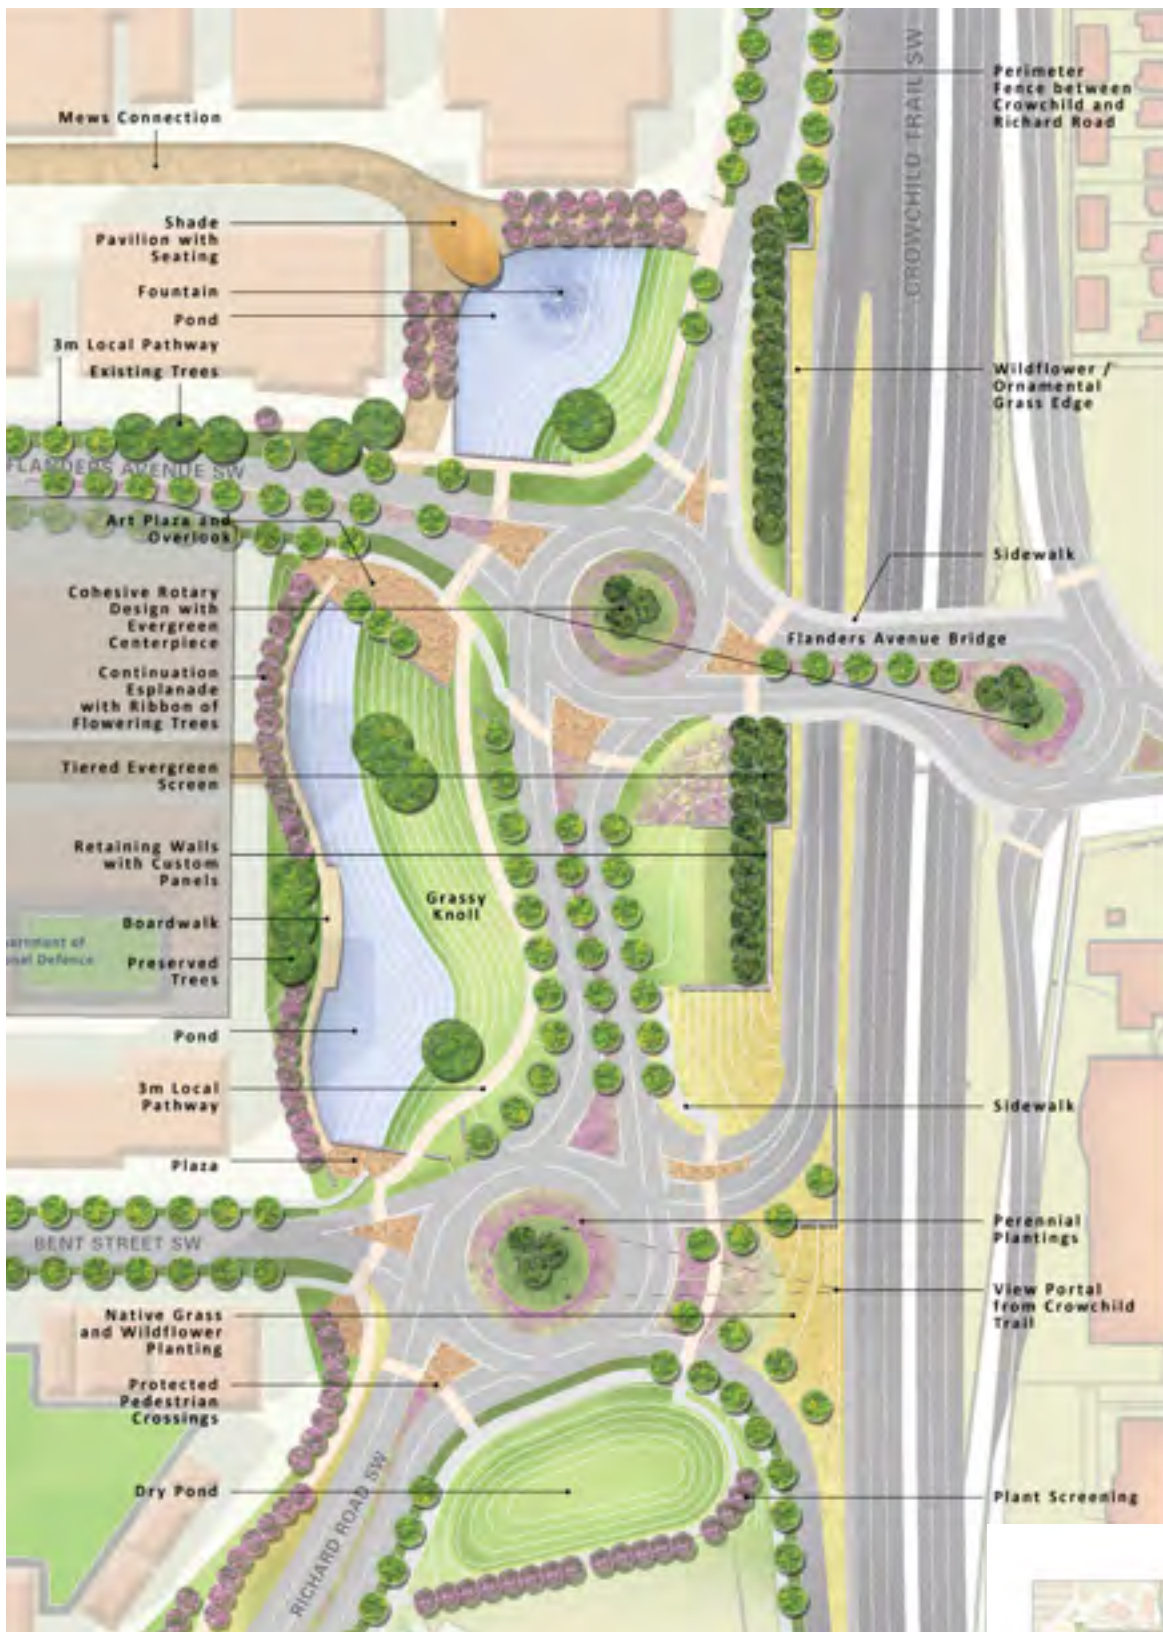 CROWCHILD TRAIL SW
Perimeter
Fence between
Crowchild and
Richard Road
Mews Connection
Shade
Pavilion with
Seating
Fountain
Pond
3m Local Pathway
Existing Trees
Wildflower /
Ornamental
Grass Edge
FLANDERS AVENUE SW
Art Plaza and
Overlook
Sidewalk
Cohesive Rotary
Design with
Evergreen
Centerpiece
Flanders Avenue Bridge
Continuation
Esplanade
with Ribbon of
Flowering Trees
Tiered Evergreen
Screen
Retaining Walls
with Custom
Panels
Grassy
Knoll
Boardwalk
Defence
Preserved
Trees
Pond
3m Local
Pathway
Sidewalk
Plaza
BENT STREET SW
Perennial
Plantings
View Portal
from Crowchild
Trail
Native Grass
and Wildflower
Planting
Protected
Pedestrian
Crossings
RICHARD ROAD SW
Dry Pond
Plant Screening